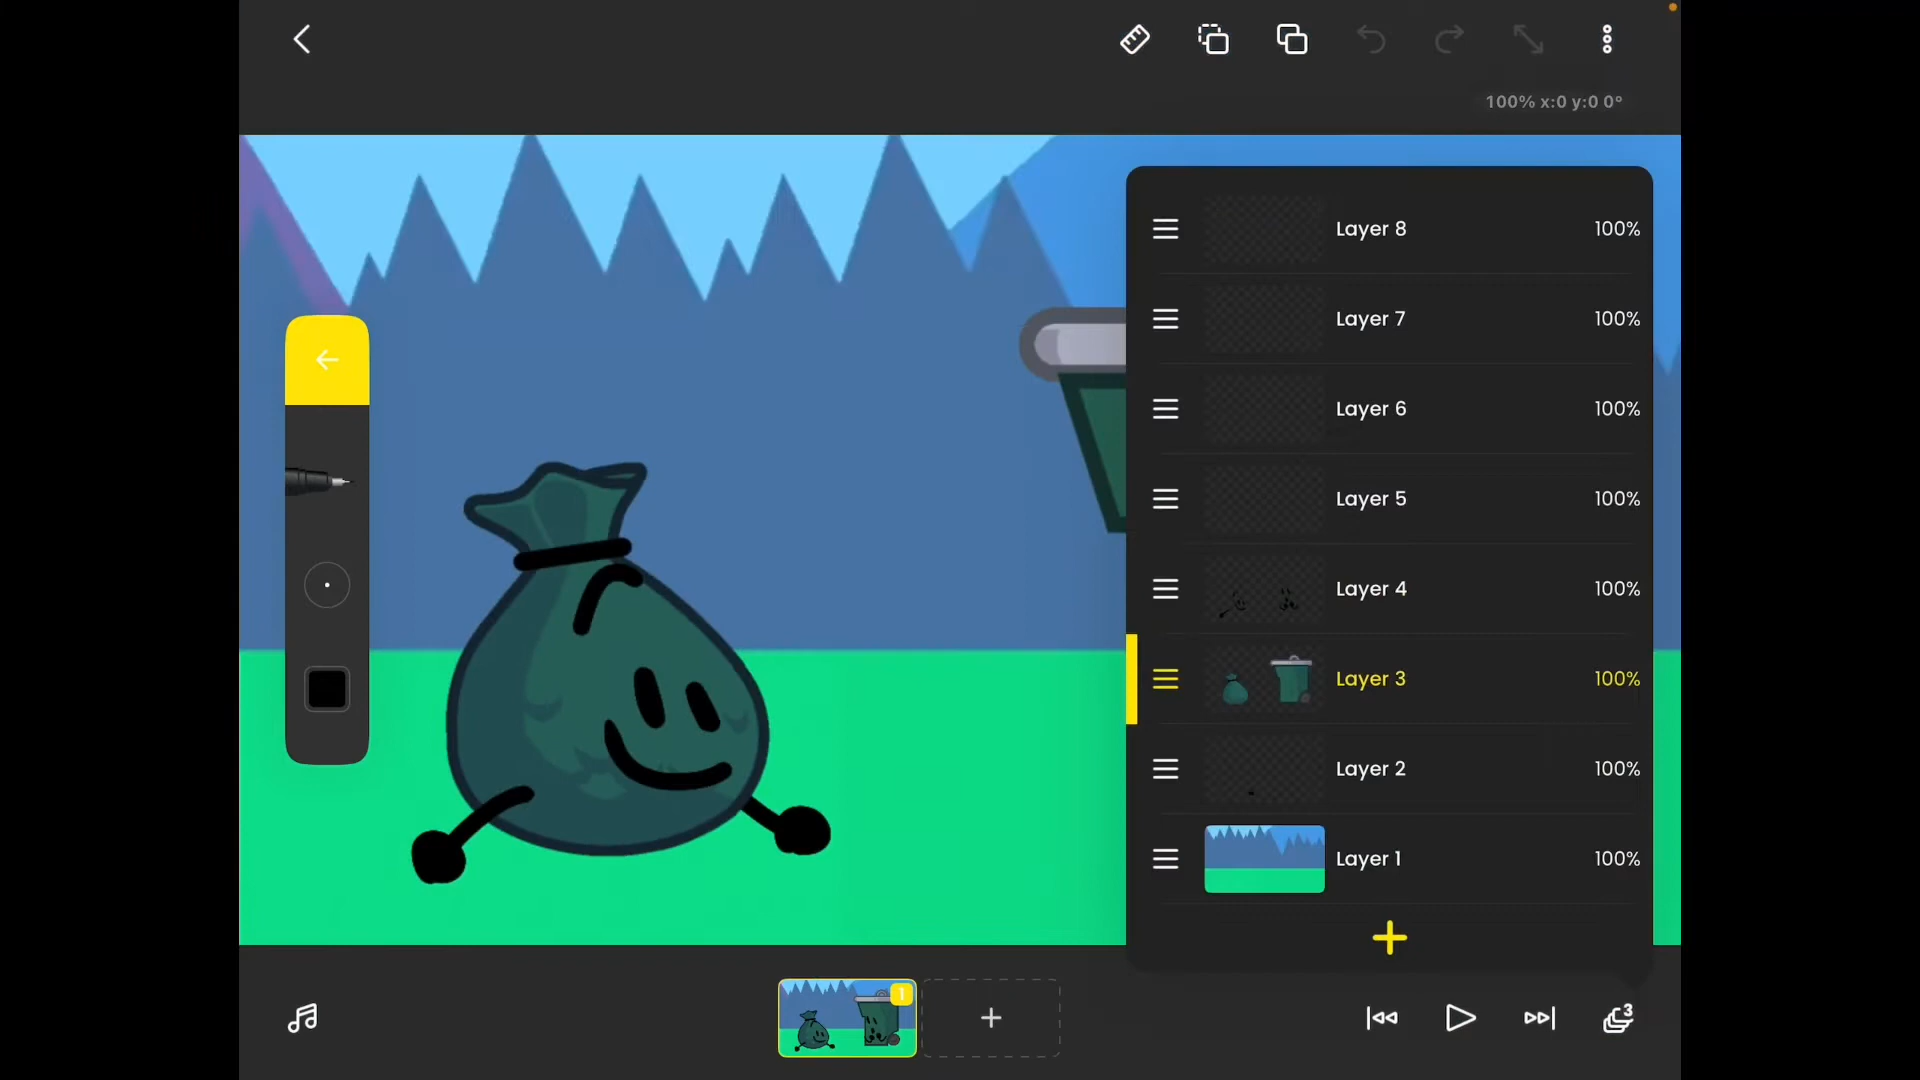 100% x:0 y:0 0°
Layer 8 100%
Layer 7 100%
Layer 6 100%
Layer 5 100%
Layer 4 100%
Layer 3 100%
Layer 2 100%
Layer 1 100%
1
3